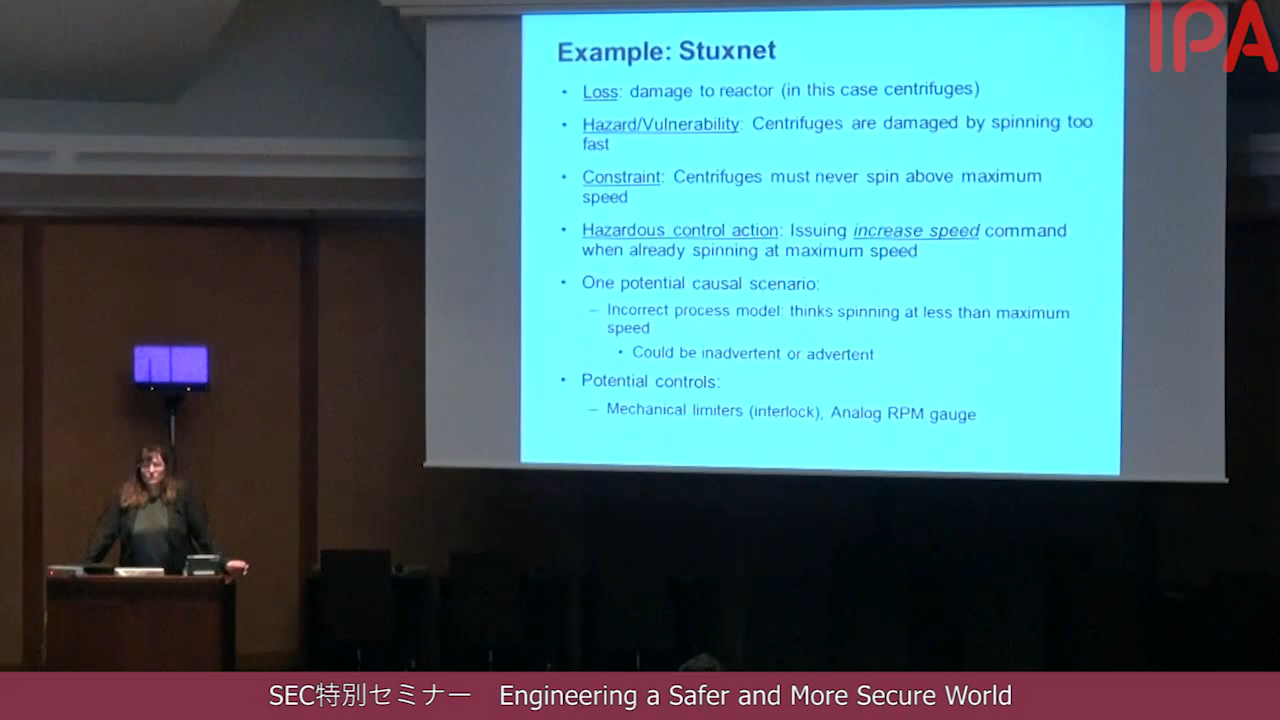 IPA
Example: Stuxnet
• Loss: damage to reactor (in this case centrifuges)
• Hazard/Vulnerability: Centrifuges are damaged by spinning too
fast
• Constraint: Centrifuges must never spin above maximum
speed
• Hazardous control action: Issuing increase speed command
when already spinning at maximum speed
• One potential causal scenario:
– Incorrect process model: thinks spinning at less than maximum
speed
• Could be inadvertent or advertent
• Potential controls:
– Mechanical limiters (interlock), Analog RPM gauge
SEC特別セミナー Engineering a Safer and More Secure World